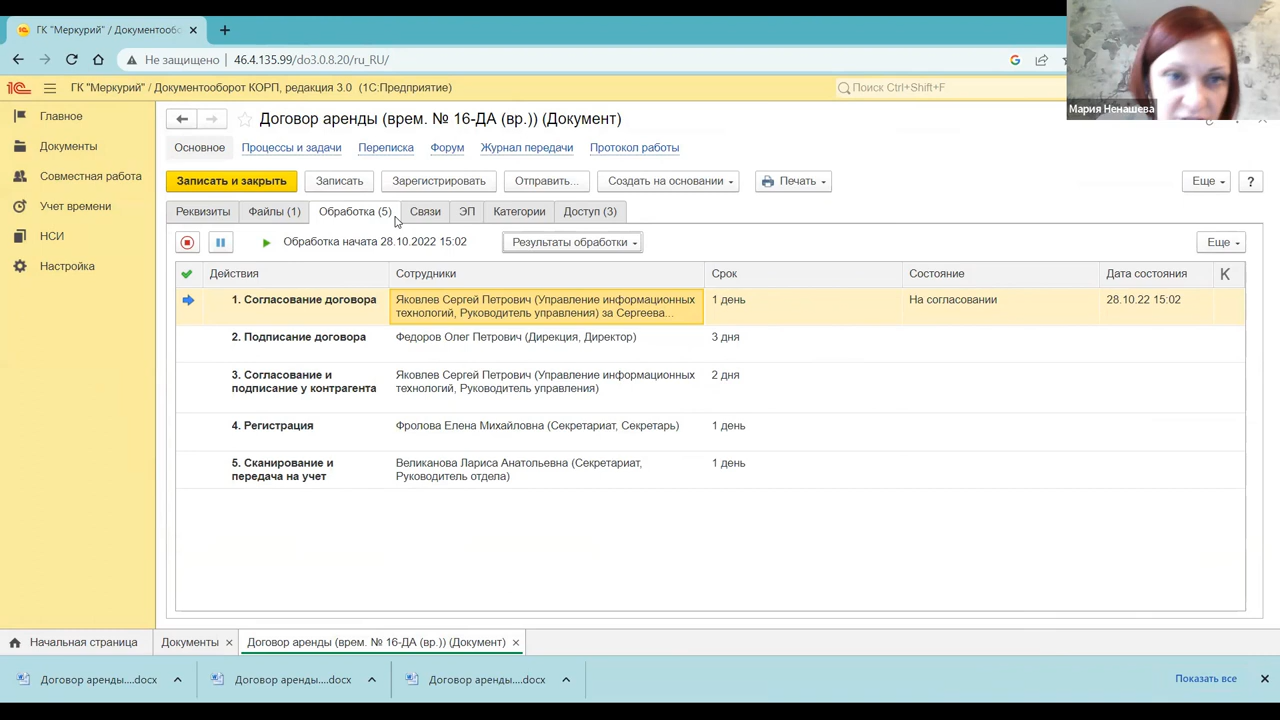 ГК "Меркурий" / Документообо
Не защищено 46.4.135.99/do3.0.8.20/ru_RU/
1С ГК "Меркурий" / Документооборот КОРП, редакция 3.0 (1С:Предприятие)
Поиск Ctrl+Shift+F
Мария Ненашева
Главное
Документы
Совместная работа
Учет времени
НСИ
Настройка
Договор аренды (врем. № 16-ДА (вр.)) (Документ)
Основное Процессы и задачи Переписка Форум Журнал передачи Протокол работы
Записать и закрыть Записать Зарегистрировать Отправить... Создать на основании Печать Еще ?
Реквизиты Файлы (1) Обработка (5) Связи ЭП Категории Доступ (3)
Обработка начата 28.10.2022 15:02 Результаты обработки Еще
Действия Сотрудники Срок Состояние Дата состояния К
1. Согласование договора Яковлев Сергей Петрович (Управление информационных 1 день На согласовании 28.10.22 15:02
технологий, Руководитель управления) за Сергеева...
2. Подписание договора Федоров Олег Петрович (Дирекция, Директор) 3 дня
3. Согласование и Яковлев Сергей Петрович (Управление информационных 2 дня
подписание у контрагента технологий, Руководитель управления)
4. Регистрация Фролова Елена Михайловна (Секретариат, Секретарь) 1 день
5. Сканирование и Великанова Лариса Анатольевна (Секретариат, 1 день
передача на учет Руководитель отдела)
Начальная страница Документы Договор аренды (врем. № 16-ДА (вр.)) (Документ)
Договор аренды....docx Договор аренды....docx Договор аренды....docx Показать все